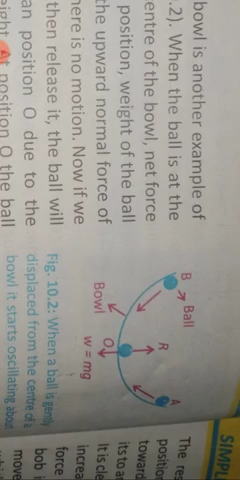 bowl is another example of
.2). When the ball is at the
entre of the bowl, net force
position, weight of the ball
the upward normal force of
here is no motion. Now if we
then release it, the ball will
an position O due to the
position O the ball
B
Ball
A
R
O
Bowl
w = mg
Fig. 10.2: When a ball is gently
displaced from the centre of a
bowl it starts oscillating about
SIMPL
The res
position
toward
its to a
It is cle
increa
force
bob i
move